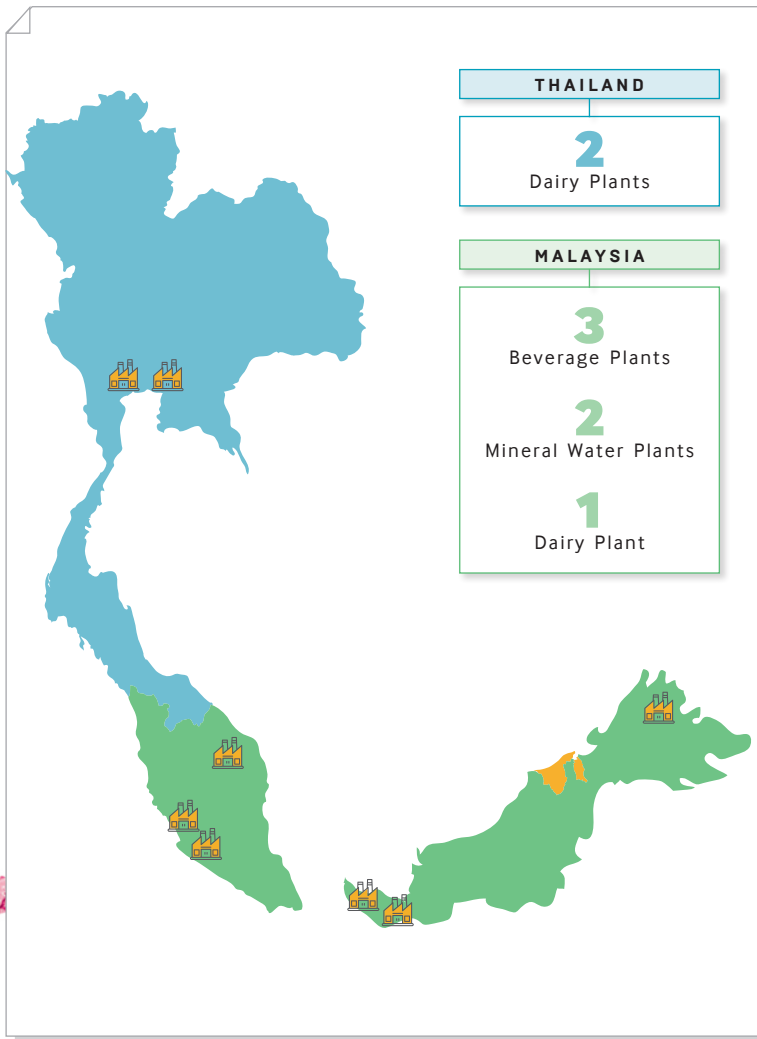 THAILAND
2
Dairy Plants
MALAYSIA
3
Beverage Plants
2
Mineral Water Plants
1
Dairy Plant